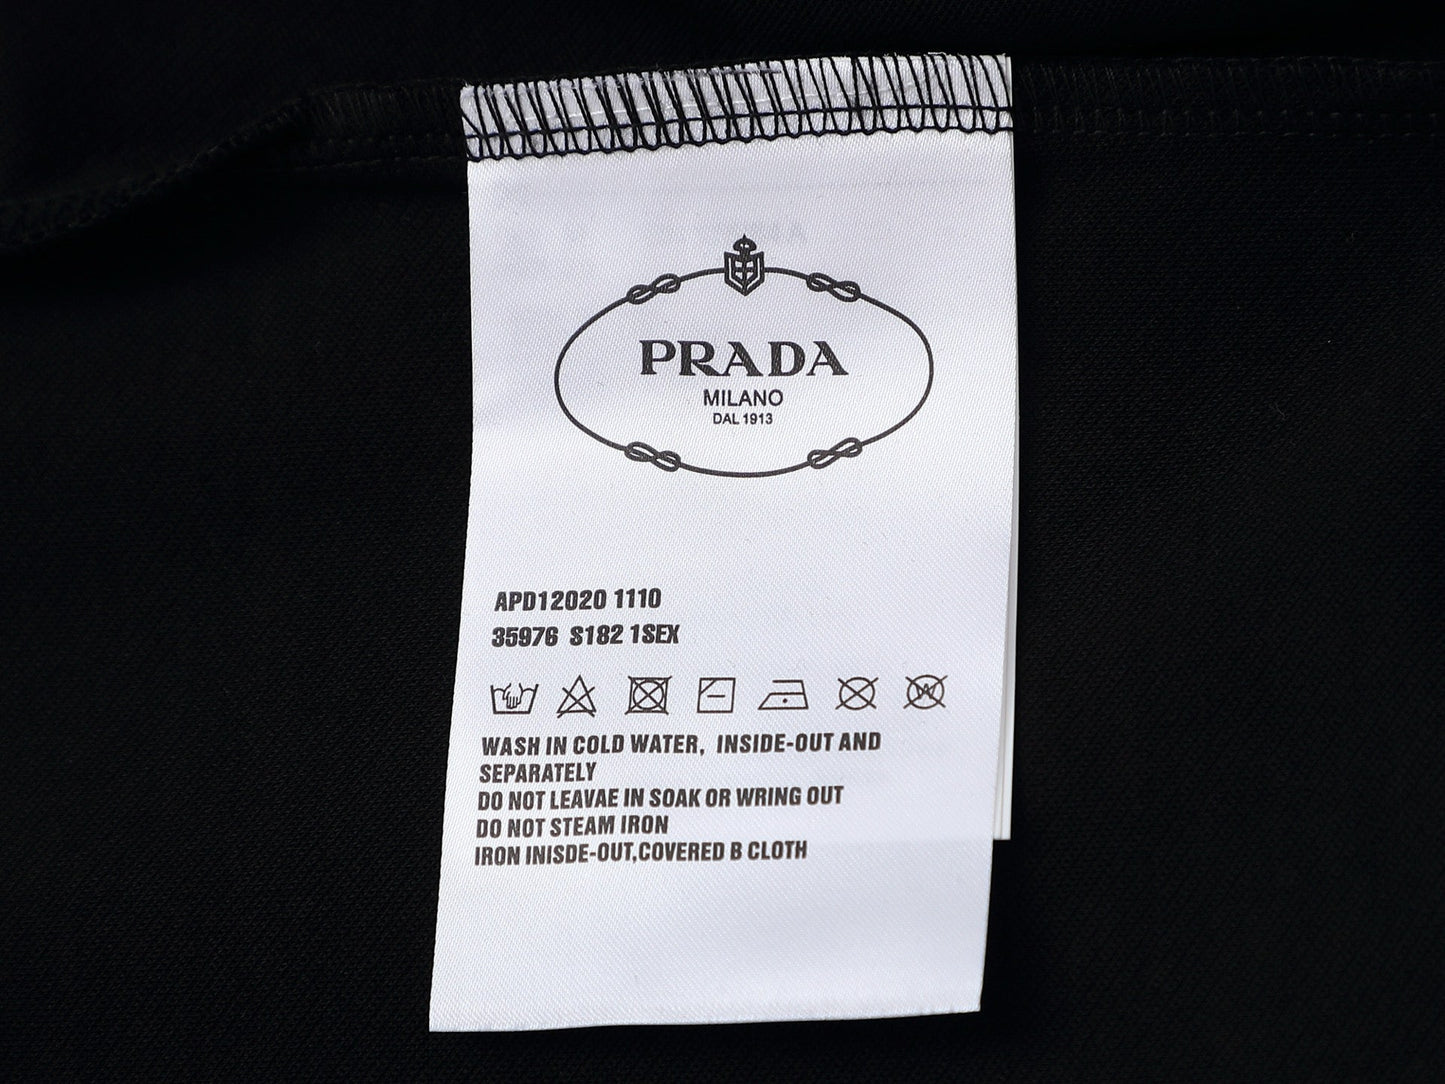 PRADA
MILANO
DAL 1913
APD12020 1110
35976 S182 1SEX
WASH IN COLD WATER, INSIDE-OUT AND
SEPARATELY
DO NOT LEAVAE IN SOAK OR WRING OUT
DO NOT STEAM IRON
IRON INISDE-OUT,COVERED B CLOTH